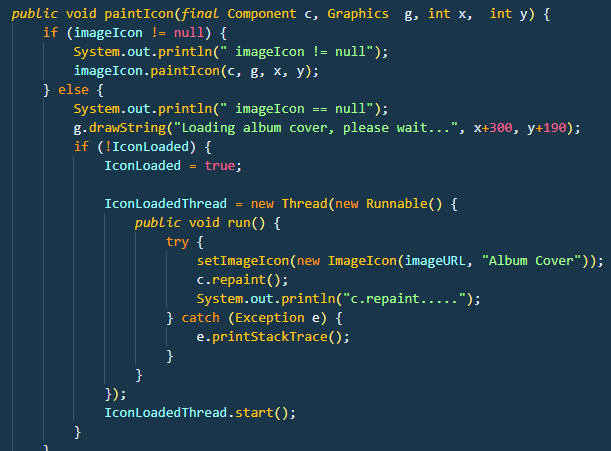 public void paintIcon(final Component c, Graphics  g, int x,  int y) {
    if (imageIcon != null) {
        System.out.println(" imageIcon != null");
        imageIcon.paintIcon(c, g, x, y);
    } else {
        System.out.println(" imageIcon == null");
        g.drawString("Loading album cover, please wait...", x+300, y+190);
        if (!IconLoaded) {
            IconLoaded = true;

            IconLoadedThread = new Thread(new Runnable() {
                public void run() {
                    try {
                        setImageIcon(new ImageIcon(imageURL, "Album Cover"));
                        c.repaint();
                        System.out.println("c.repaint.....");
                    } catch (Exception e) {
                        e.printStackTrace();
                    }
                }
            });
            IconLoadedThread.start();
        }
    }